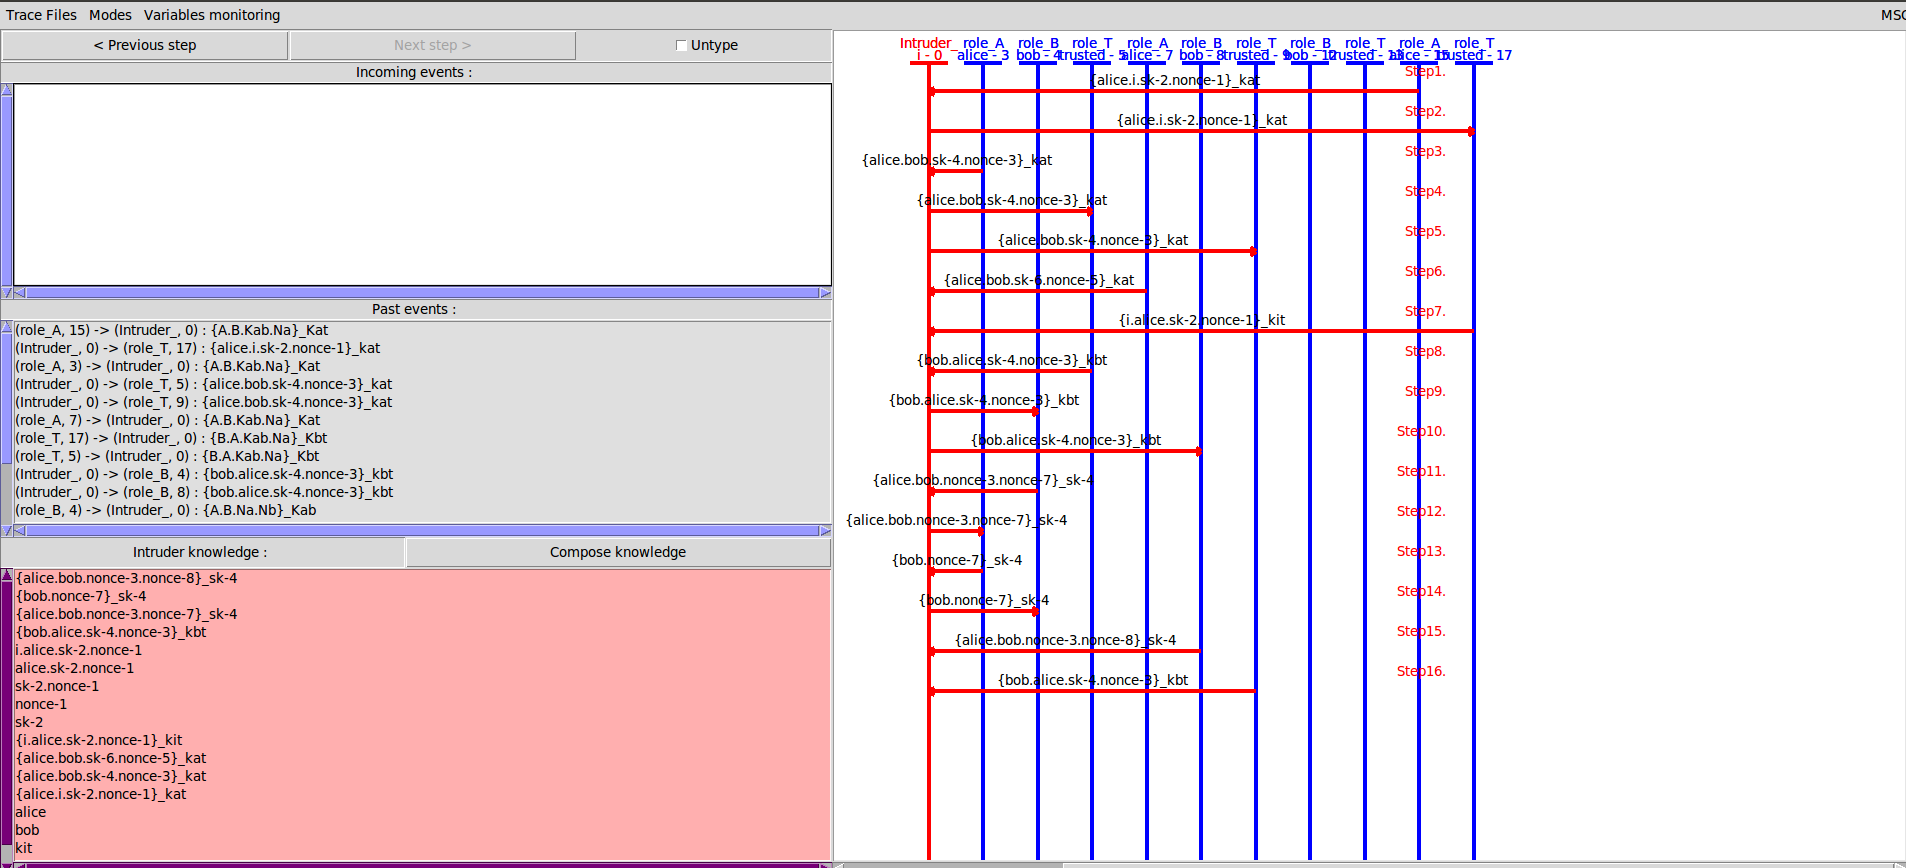 Trace Files Modes Variables monitoring MSC
< Previous step Next step > Untype
Incoming events :
Past events :
(role_A, 15) -> (Intruder_, 0) : {A.B.Kab.Na}_Kat
(Intruder_, 0) -> (role_T, 17) : {alice.i.sk-2.nonce-1}_kat
(role_A, 3) -> (Intruder_, 0) : {A.B.Kab.Na}_Kat
(Intruder_, 0) -> (role_T, 5) : {alice.bob.sk-4.nonce-3}_kat
(Intruder_, 0) -> (role_T, 9) : {alice.bob.sk-4.nonce-3}_kat
(role_A, 7) -> (Intruder_, 0) : {A.B.Kab.Na}_Kat
(role_T, 17) -> (Intruder_, 0) : {B.A.Kab.Na}_Kbt
(role_T, 5) -> (Intruder_, 0) : {B.A.Kab.Na}_Kbt
(Intruder_, 0) -> (role_B, 4) : {bob.alice.sk-4.nonce-3}_kbt
(Intruder_, 0) -> (role_B, 8) : {bob.alice.sk-4.nonce-3}_kbt
(role_B, 4) -> (Intruder_, 0) : {A.B.Na.Nb}_Kab
Intruder knowledge : Compose knowledge
{alice.bob.nonce-3.nonce-8}_sk-4
{bob.nonce-7}_sk-4
{alice.bob.nonce-3.nonce-7}_sk-4
{bob.alice.sk-4.nonce-3}_kbt
i.alice.sk-2.nonce-1
alice.sk-2.nonce-1
sk-2.nonce-1
nonce-1
sk-2
{i.alice.sk-2.nonce-1}_kit
{alice.bob.sk-6.nonce-5}_kat
{alice.bob.sk-4.nonce-3}_kat
{alice.i.sk-2.nonce-1}_kat
alice
bob
kit
Intruder_ role_A role_B role_T role_A role_B role_T role_B role_T role_A role_T
i - 0 alice - 3 bob - 4 trusted - 5 alice - 7 bob - 8 trusted - 9 bob - 12 trusted - 13 alice - 15 trusted - 17
Step1.
{alice.i.sk-2.nonce-1}_kat
Step2.
{alice.i.sk-2.nonce-1}_kat
Step3.
{alice.bob.sk-4.nonce-3}_kat
Step4.
{alice.bob.sk-4.nonce-3}_kat
Step5.
{alice.bob.sk-4.nonce-3}_kat
Step6.
{alice.bob.sk-6.nonce-5}_kat
Step7.
{i.alice.sk-2.nonce-1}_kit
Step8.
{bob.alice.sk-4.nonce-3}_kbt
Step9.
{bob.alice.sk-4.nonce-3}_kbt
Step10.
{bob.alice.sk-4.nonce-3}_kbt
Step11.
{alice.bob.nonce-3.nonce-7}_sk-4
Step12.
{alice.bob.nonce-3.nonce-7}_sk-4
Step13.
{bob.nonce-7}_sk-4
Step14.
{bob.nonce-7}_sk-4
Step15.
{alice.bob.nonce-3.nonce-8}_sk-4
Step16.
{bob.alice.sk-4.nonce-3}_kbt